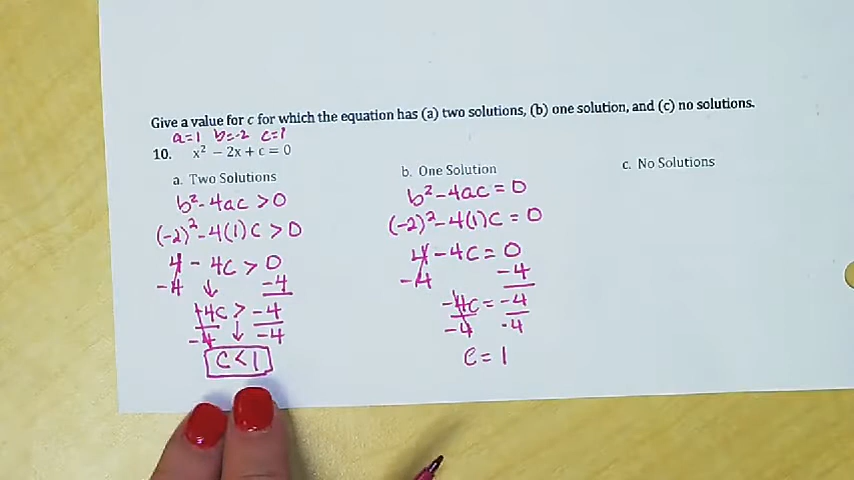 Give a value for c for which the equation has (a) two solutions, (b) one solution, and (c) no solutions.
a=1 b=-2 c=?
10. x² − 2x + c = 0
a. Two Solutions
b²-4ac >0
(-2)²-4(1)c > 0
4 - 4c > 0
-4 -4
-4c > -4
-4 -4
c < 1
b. One Solution
b²-4ac = 0
(-2)²-4(1)c = 0
4 - 4c = 0
-4 -4
-4c = -4
-4 -4
c = 1
c. No Solutions